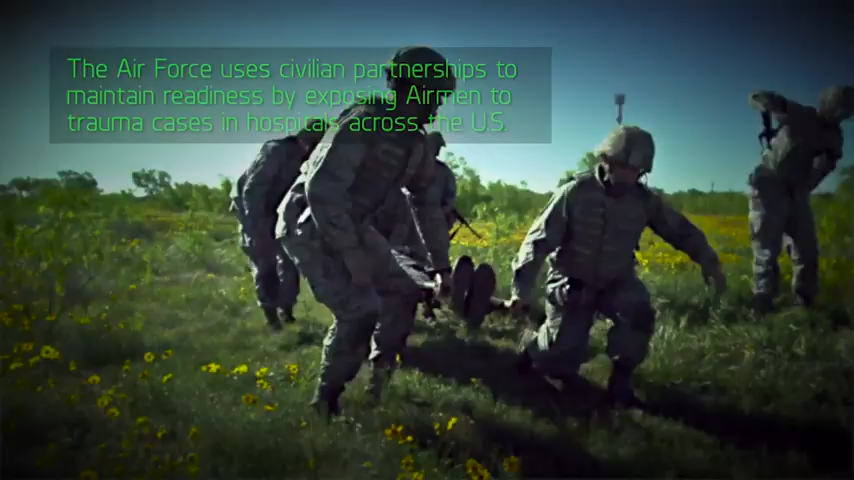 The Air Force uses civilian partnerships to
maintain readiness by exposing Airmen to
trauma cases in hospitals across the U.S.